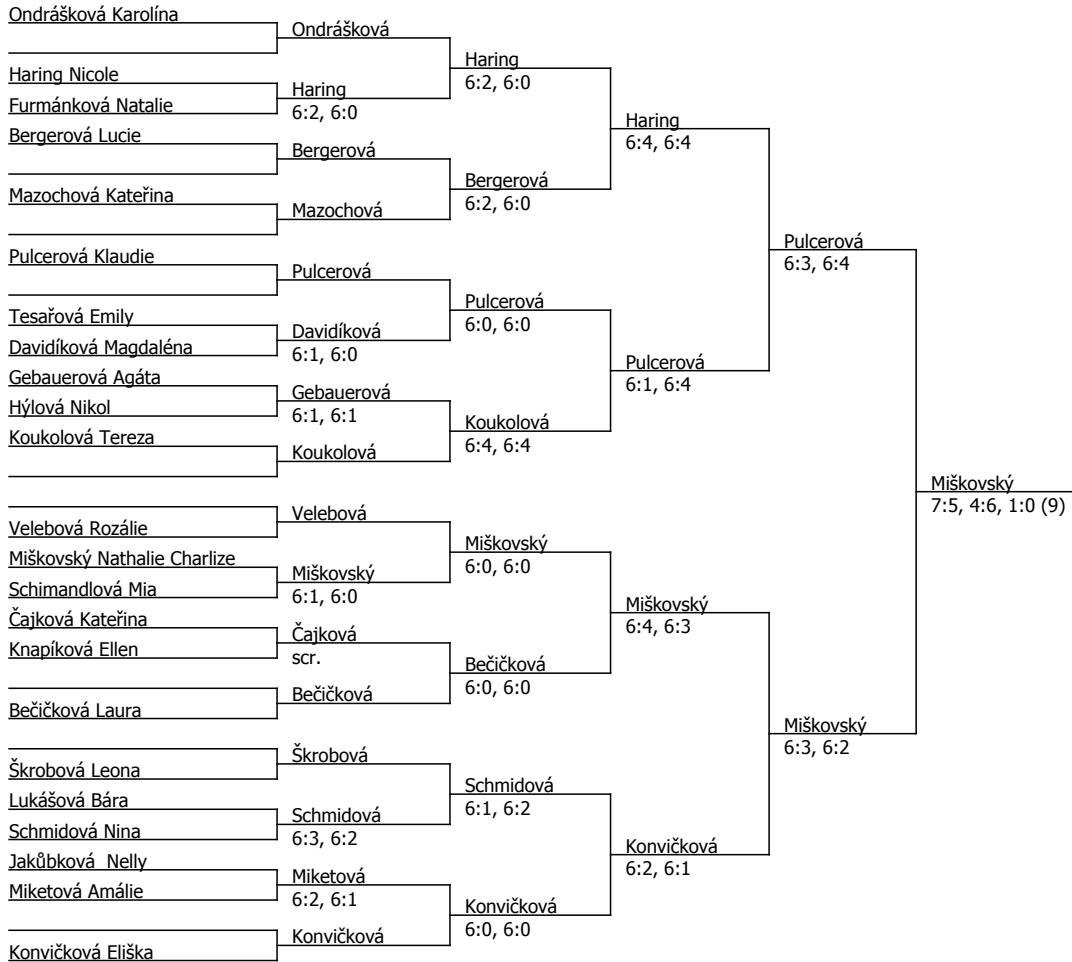 Ondrášková Karolína
Haring Nicole
Furmánková Natalie
Bergerová Lucie
Mazochová Kateřina
Pulcerová Klaudie
Tesařová Emily
Davidíková Magdaléna
Gebauerová Agáta
Hýlová Nikol
Koukolová Tereza
Velebová Rozálie
Miškovský Nathalie Charlize
Schimandlová Mia
Čajková Kateřina
Knapíková Ellen
Bečičková Laura
Škrobová Leona
Lukášová Bára
Schmidová Nina
Jakůbková  Nelly
Miketová Amálie
Konvičková Eliška
Ondrášková
Haring
6:2, 6:0
Bergerová
Mazochová
Pulcerová
Davidíková
6:1, 6:0
Gebauerová
6:1, 6:1
Koukolová
Velebová
Miškovský
6:1, 6:0
Čajková
scr.
Bečičková
Škrobová
Schmidová
6:3, 6:2
Miketová
6:2, 6:1
Konvičková
Haring
6:2, 6:0
Bergerová
6:2, 6:0
Pulcerová
6:0, 6:0
Koukolová
6:4, 6:4
Miškovský
6:0, 6:0
Bečičková
6:0, 6:0
Schmidová
6:1, 6:2
Konvičková
6:0, 6:0
Haring
6:4, 6:4
Pulcerová
6:1, 6:4
Miškovský
6:4, 6:3
Konvičková
6:2, 6:1
Pulcerová
6:3, 6:4
Miškovský
6:3, 6:2
Miškovský
7:5, 4:6, 1:0 (9)